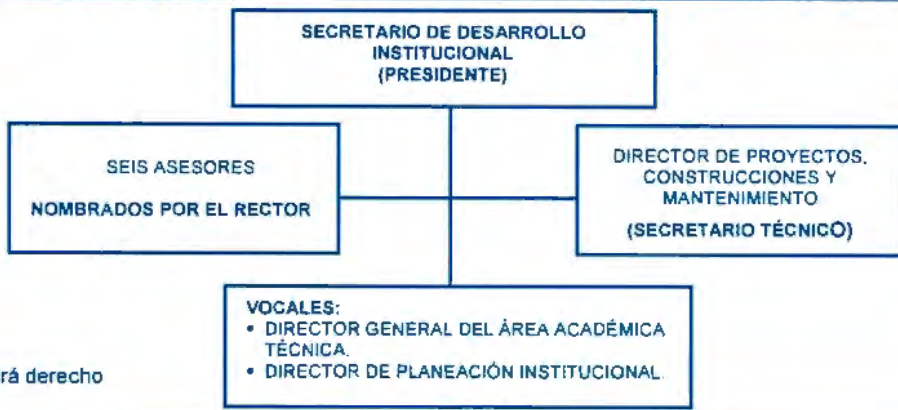 SECRETARIO DE DESARROLLO
INSTITUCIONAL
(PRESIDENTE)
SEIS ASESORES
NOMBRADOS POR EL RECTOR
DIRECTOR DE PROYECTOS,
CONSTRUCCIONES Y
MANTENIMIENTO
(SECRETARIO TÉCNICO)
VOCALES:
• DIRECTOR GENERAL DEL ÁREA ACADÉMICA
TÉCNICA.
• DIRECTOR DE PLANEACIÓN INSTITUCIONAL.
rá derecho